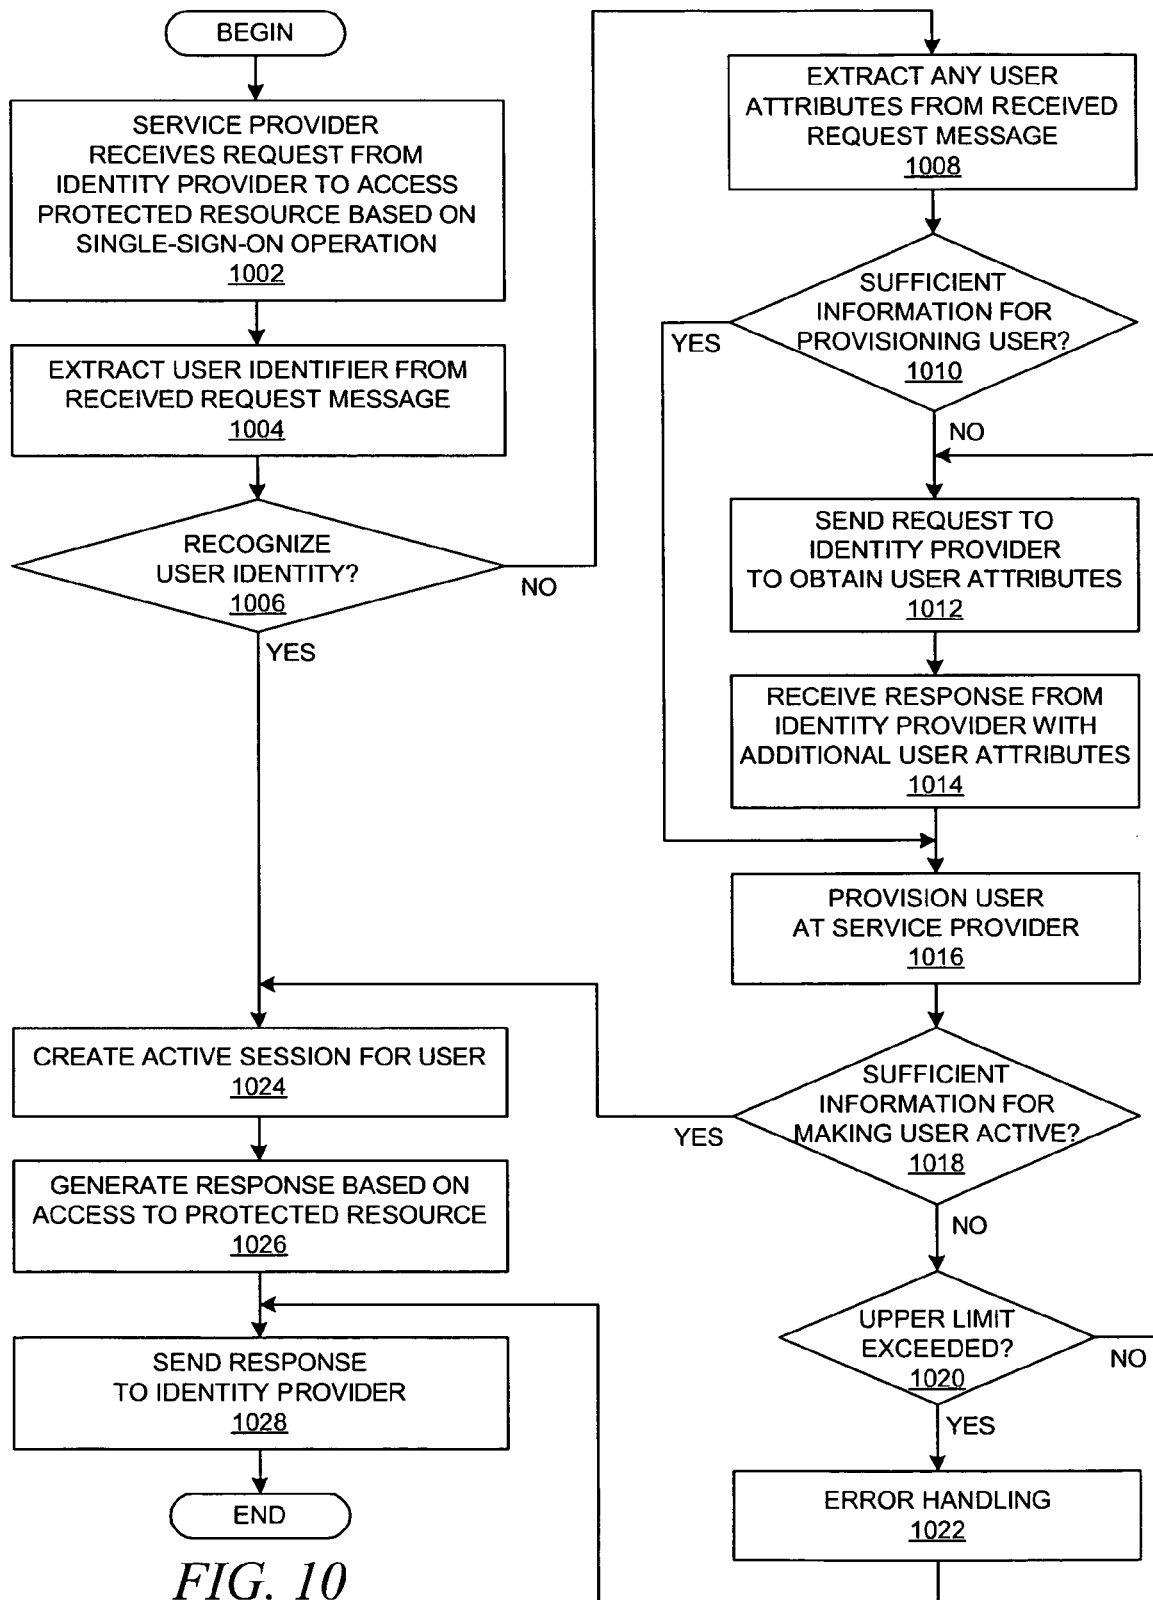 BEGIN
SERVICE PROVIDER
RECEIVES REQUEST FROM
IDENTITY PROVIDER TO ACCESS
PROTECTED RESOURCE BASED ON
SINGLE-SIGN-ON OPERATION
1002
EXTRACT USER IDENTIFIER FROM
RECEIVED REQUEST MESSAGE
1004
RECOGNIZE
USER IDENTITY?
1006
NO
YES
EXTRACT ANY USER
ATTRIBUTES FROM RECEIVED
REQUEST MESSAGE
1008
SUFFICIENT
INFORMATION FOR
PROVISIONING USER?
1010
YES
NO
SEND REQUEST TO
IDENTITY PROVIDER
TO OBTAIN USER ATTRIBUTES
1012
RECEIVE RESPONSE FROM
IDENTITY PROVIDER WITH
ADDITIONAL USER ATTRIBUTES
1014
PROVISION USER
AT SERVICE PROVIDER
1016
SUFFICIENT
INFORMATION FOR
MAKING USER ACTIVE?
1018
YES
NO
UPPER LIMIT
EXCEEDED?
1020
NO
YES
ERROR HANDLING
1022
CREATE ACTIVE SESSION FOR USER
1024
GENERATE RESPONSE BASED ON
ACCESS TO PROTECTED RESOURCE
1026
SEND RESPONSE
TO IDENTITY PROVIDER
1028
END
FIG. 10